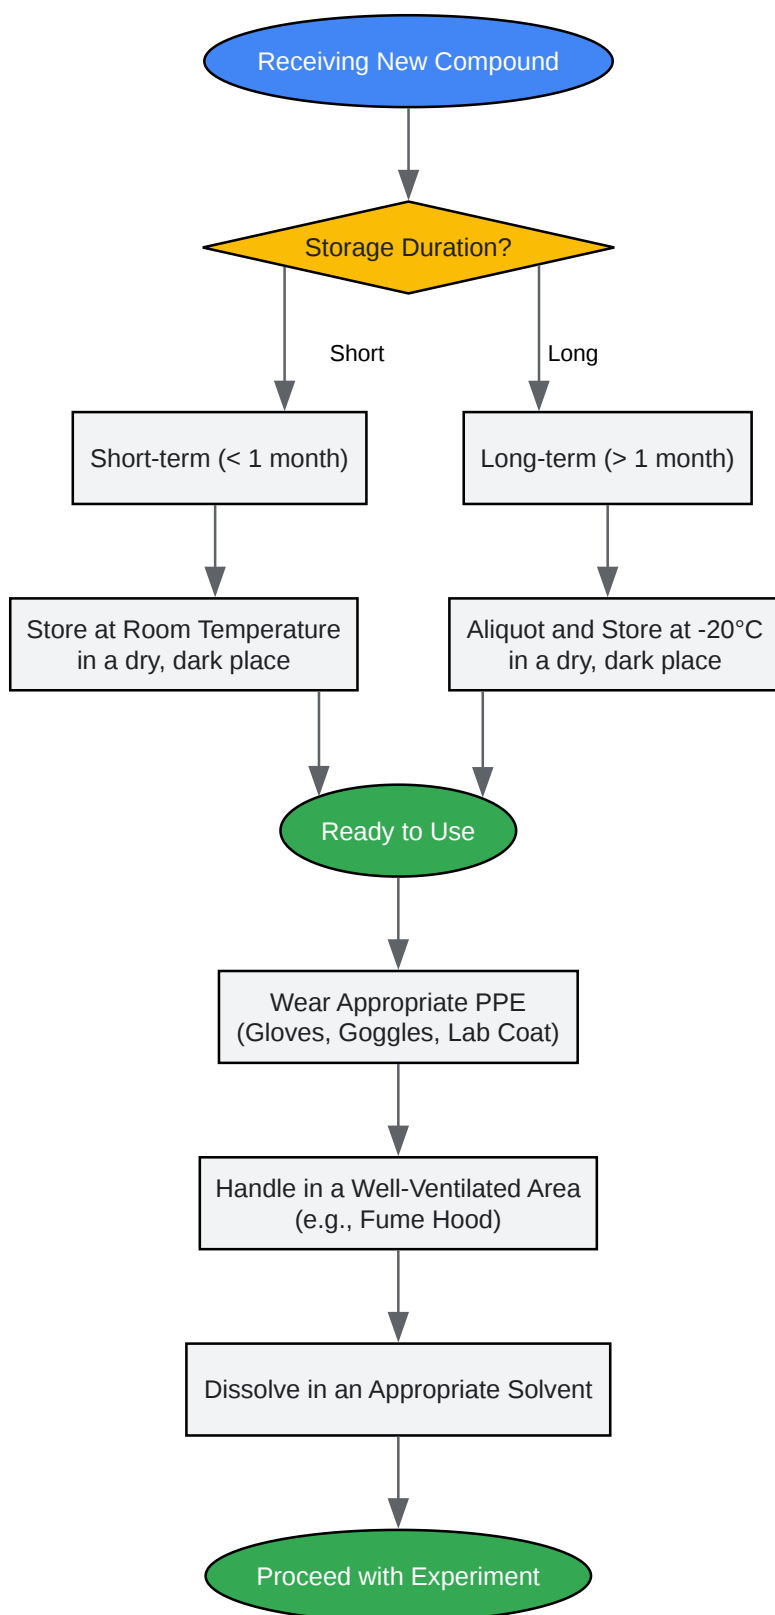 Receiving New Compound
Storage Duration?
Short
Long
Short-term (< 1 month)
Long-term (> 1 month)
Store at Room Temperature
in a dry, dark place
Aliquot and Store at -20°C
in a dry, dark place
Ready to Use
Wear Appropriate PPE
(Gloves, Goggles, Lab Coat)
Handle in a Well-Ventilated Area
(e.g., Fume Hood)
Dissolve in an Appropriate Solvent
Proceed with Experiment